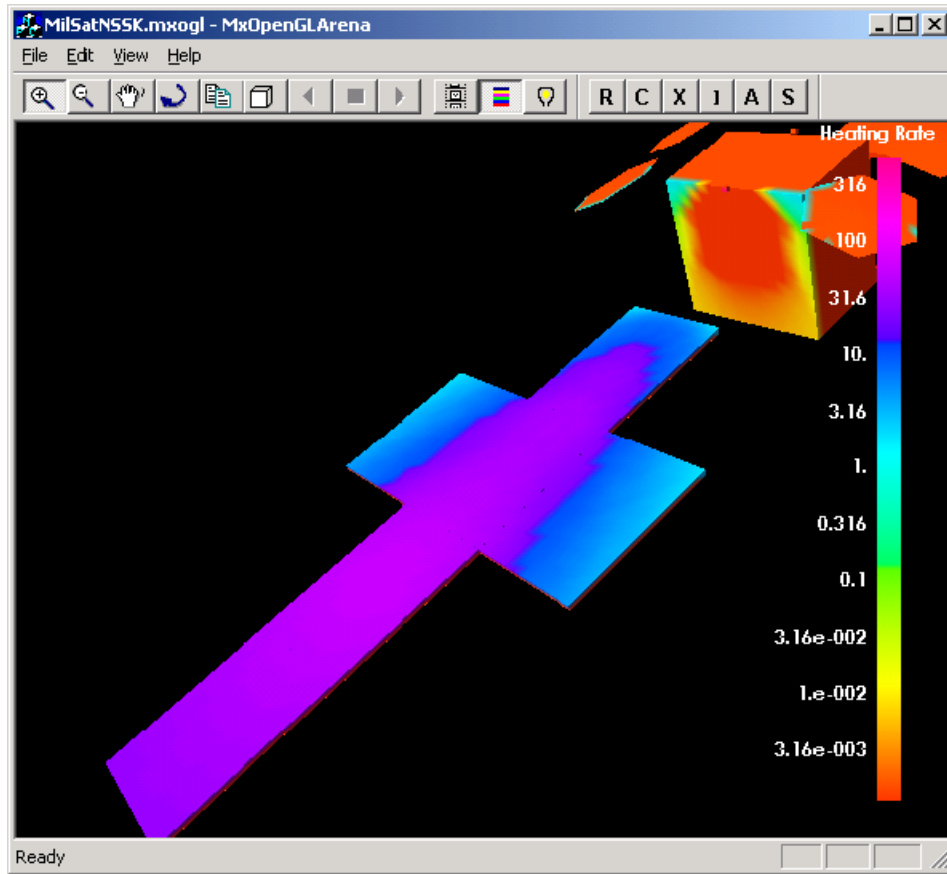 MilSatNSSK.mxogl - MxOpenGLArena
File Edit View Help
R C X 1 A S
Heating Rate
316
100
31.6
10.
3.16
1.
0.316
0.1
3.16e-002
1.e-002
3.16e-003
Ready